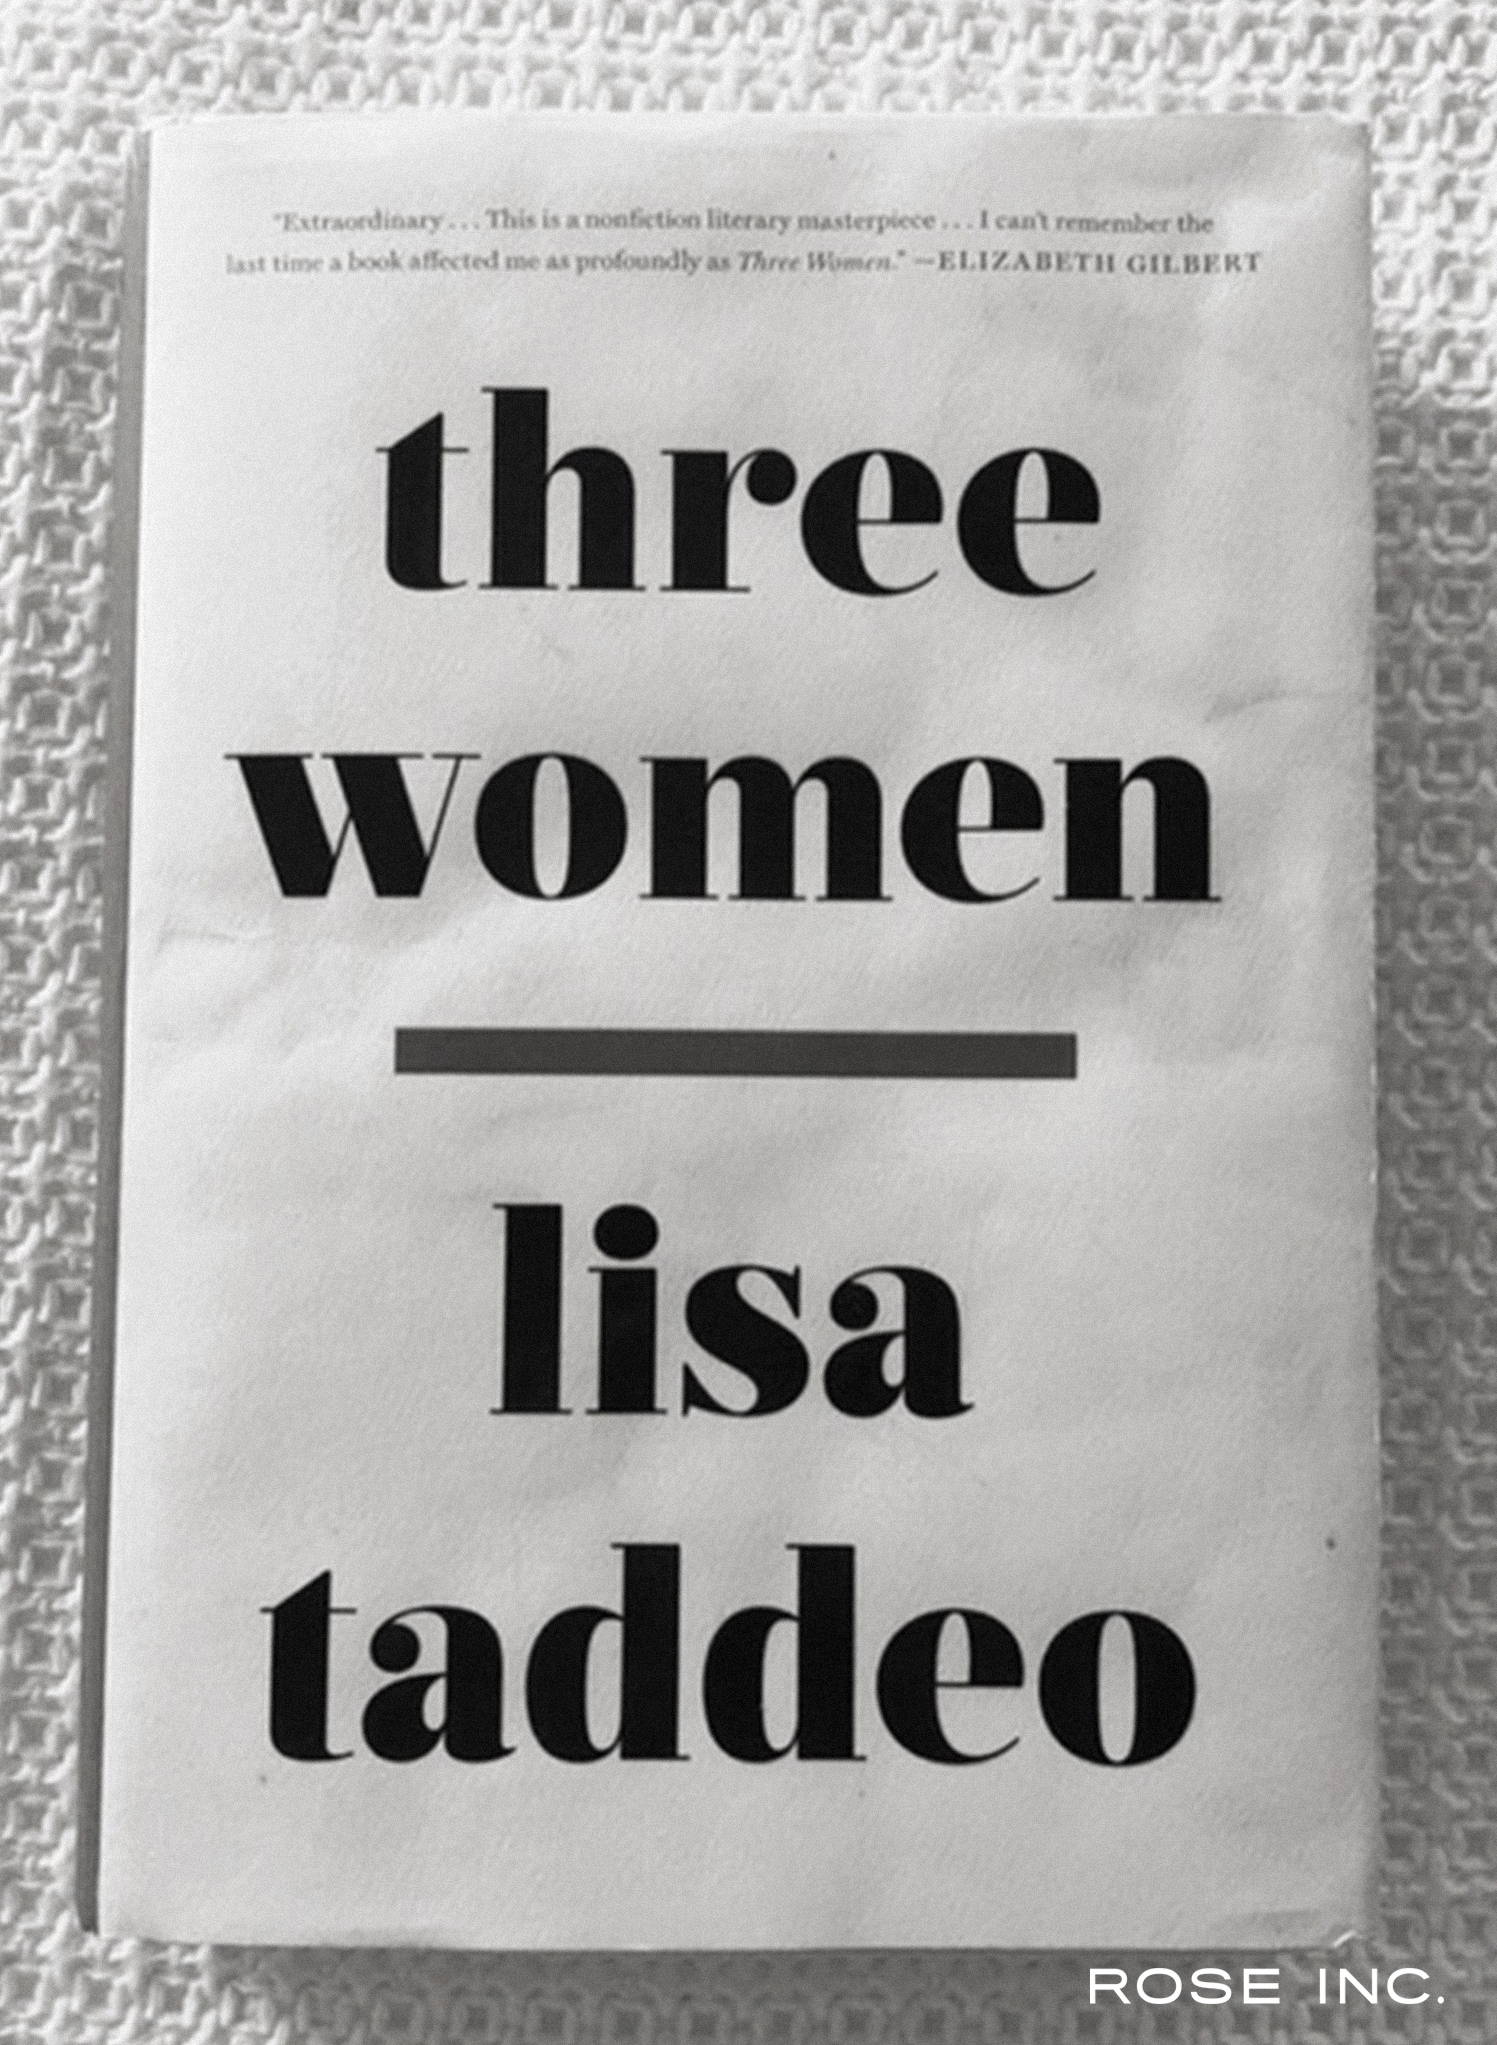 "Extraordinary . . . This is a nonfiction literary masterpiece . . . I can't remember the
last time a book affected me as profoundly as Three Women." —ELIZABETH GILBERT
three
women
lisa
taddeo
ROSE INC.